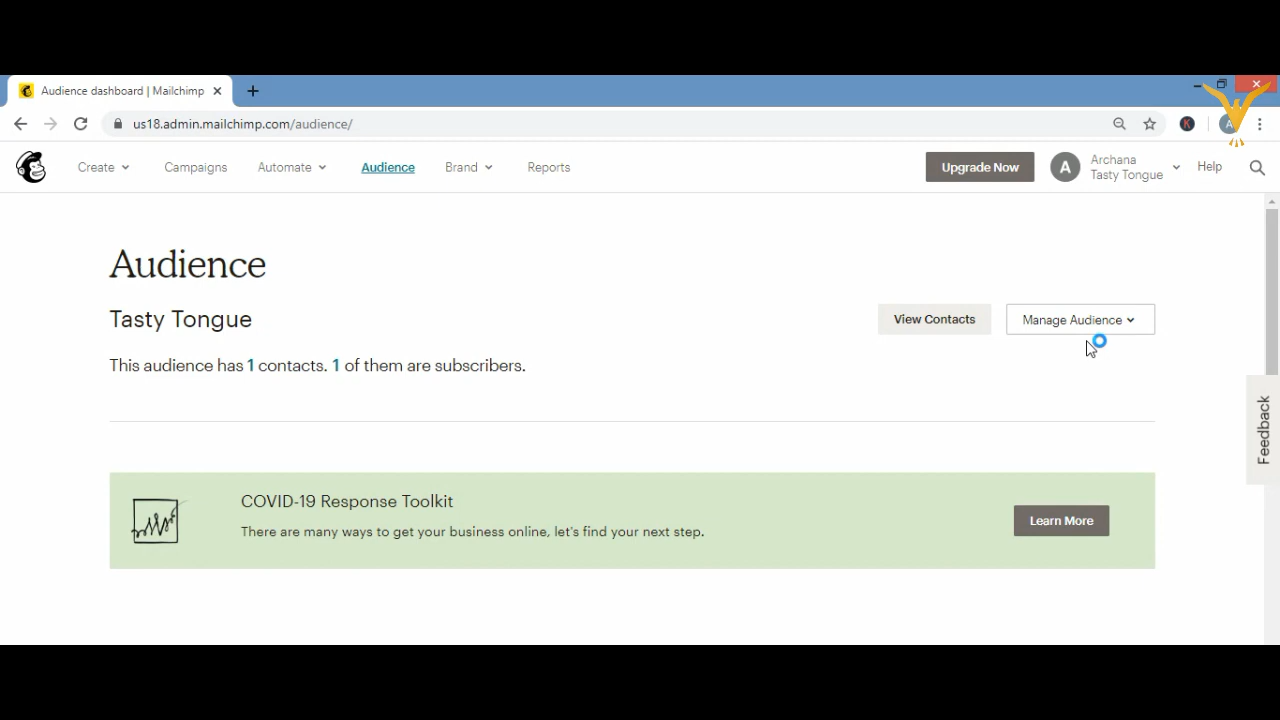 Audience dashboard | Mailchimp
us18.admin.mailchimp.com/audience/
K
A
Create
Campaigns
Automate
Audience
Brand
Reports
Upgrade Now
A
Archana
Tasty Tongue
Help
Audience
Tasty Tongue
View Contacts
Manage Audience
This audience has 1 contacts. 1 of them are subscribers.
Feedback
COVID-19 Response Toolkit
There are many ways to get your business online, let's find your next step.
Learn More